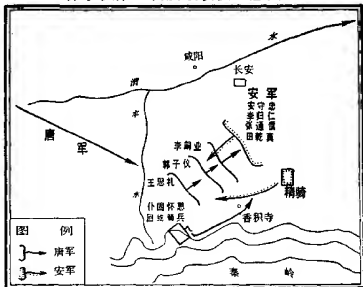 咸阳
渭
水
长安
安军
安守忠
李归仁
张通儒
田乾真
唐军
沣
水
李嗣业
郭子仪
王思礼
仆固怀恩
回纥骑兵
精骑
香积寺
秦岭
图例
唐军
安军